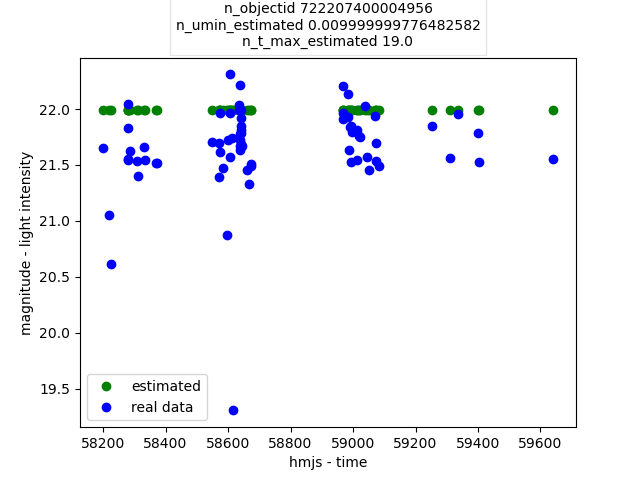 n_objectid 722207400004956
n_umin_estimated 0.009999999776482582
n_t_max_estimated 19.0
22.0
21.5
21.0
20.5
20.0
19.5
magnitude - light intensity
estimated
real data
58200 58400 58600 58800 59000 59200 59400 59600
hmjs - time